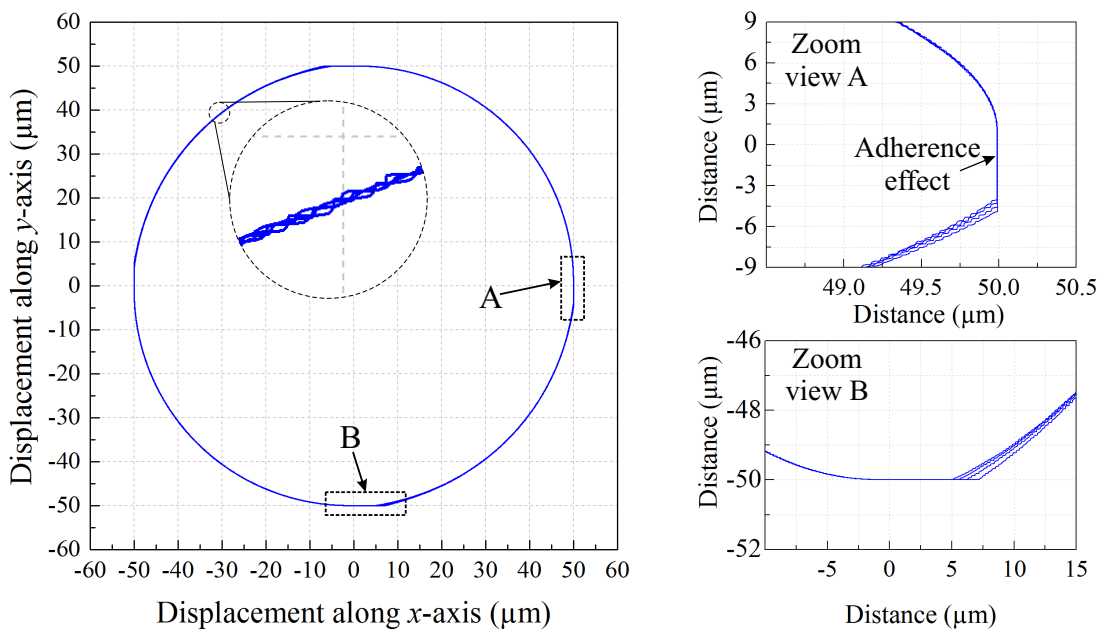 60
50
40
30
20
10
0
-10
-20
-30
-40
-50
-60
-60 -50 -40 -30 -20 -10 0 10 20 30 40 50 60
Displacement along y-axis (µm)
Displacement along x-axis (µm)
A
B
Zoom
view A
Adherence
effect
9
6
3
0
-3
-6
-9
49.0 49.5 50.0 50.5
Distance (µm)
Distance (µm)
Zoom
view B
-46
-48
-50
-52
-5 0 5 10 15
Distance (µm)
Distance (µm)